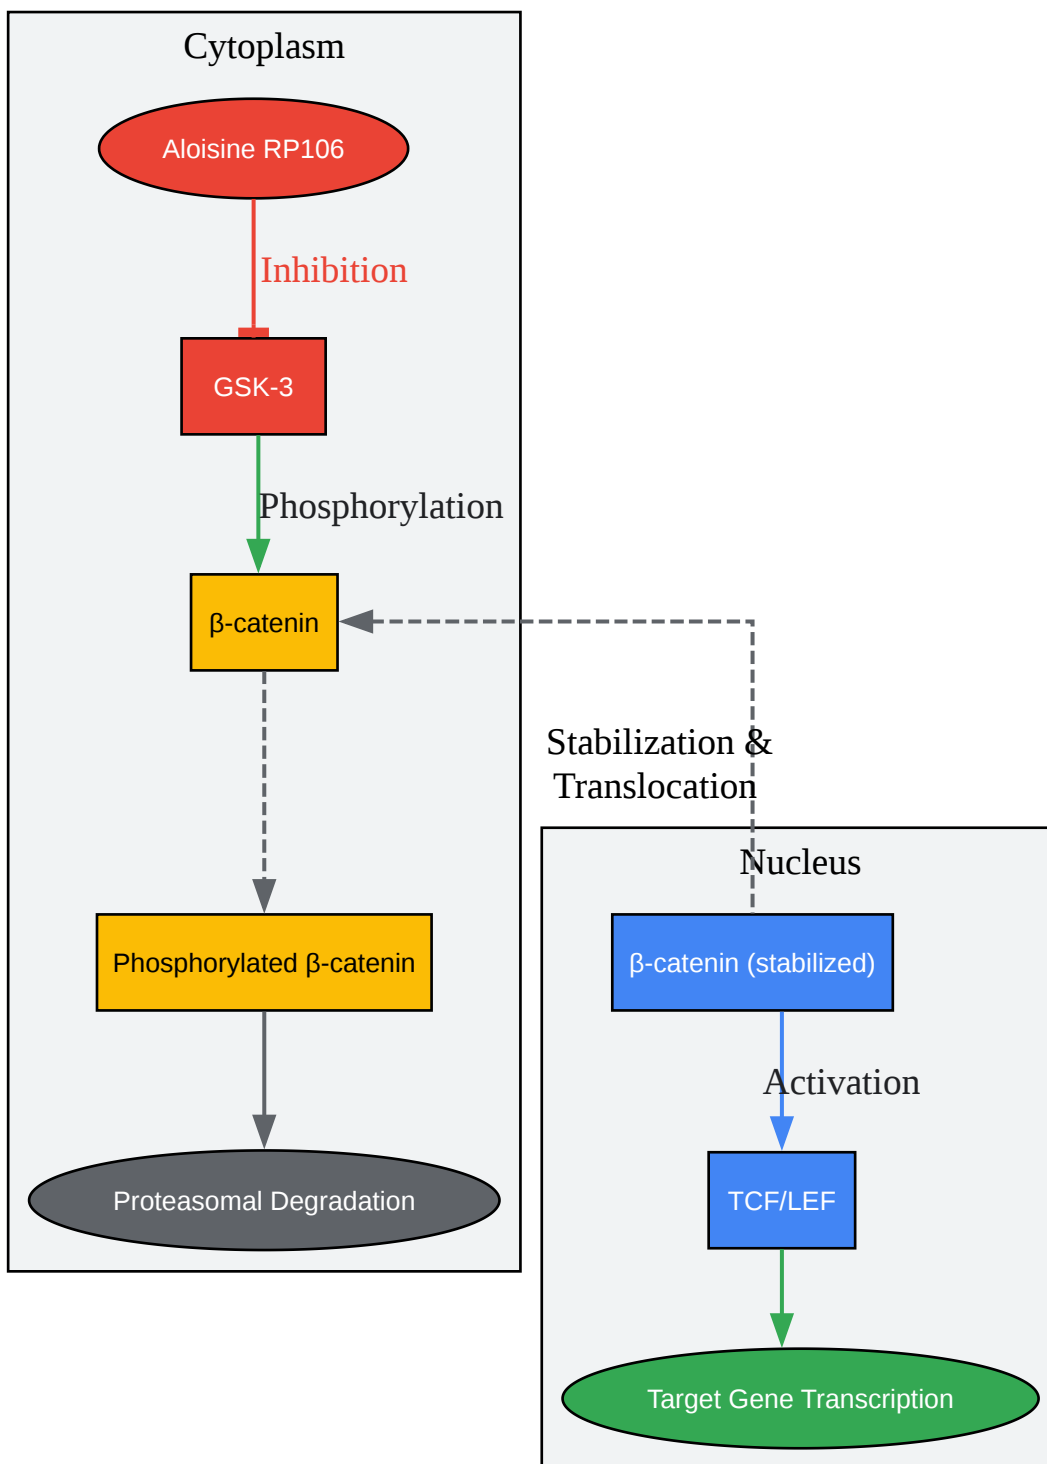 Cytoplasm
Aloisine RP106
Inhibition
GSK-3
Phosphorylation
β-catenin
Stabilization &
Translocation
Nucleus
Phosphorylated β-catenin
β-catenin (stabilized)
Activation
Proteasomal Degradation
TCF/LEF
Target Gene Transcription